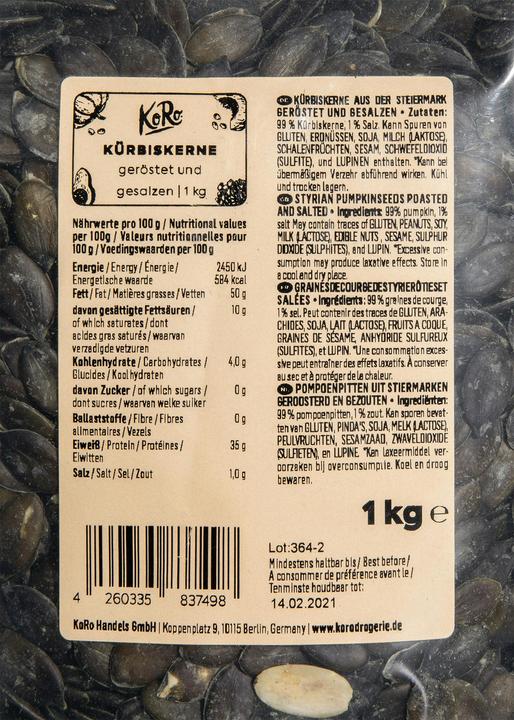 KoRo
KÜRBISKERNE
geröstet und
gesalzen | 1 kg
Nährwerte pro 100 g / Nutritional values
per 100g / Valeurs nutritionnelles pour
100 g / Voedingswaarden per 100 g
Energie / Energy / Énergie / 2450 kJ
Energetische waarde 584 kcal
Fett / Fat / Matières grasses / Vetten 50 g
davon gesättigte Fettsäuren / 10 g
of which saturates / dont
acides gras saturés / waarvan
verzadigde vetzuren
Kohlenhydrate / Carbohydrates / 4,0 g
Glucides / Koolhydraten
davon Zucker / of which sugars / 0 g
dont sucres / waarvan welke suiker
Ballaststoffe / Fibre / Fibres 0 g
alimentaires / Vezels
Eiweiß / Protein / Protéines / 35 g
Eiwitten
Salz / Salt / Sel / Zout 1,0 g
DE KÜRBISKERNE AUS DER STEIERMARK
GERÖSTET UND GESALZEN • Zutaten:
99 % Kürbiskerne, 1 % Salz. Kann Spuren von
GLUTEN, ERDNÜSSEN, SOJA, MILCH (LAKTOSE),
SCHALENFRÜCHTEN, SESAM, SCHWEFELDIOXID
(SULFITE), und LUPINEN enthalten. *Kann bei
übermäßigem Verzehr abführend wirken. Kühl
und trocken lagern.
GB STYRIAN PUMPKINSEEDS ROASTED
AND SALTED • Ingredients: 99% pumpkin, 1%
salt May contain traces of GLUTEN, PEANUTS, SOY,
MILK (LACTOSE), EDIBLE NUTS, SESAME, SULPHUR
DIOXIDE (SULPHITES), and LUPIN. *Excessive con-
sumption may produce laxative effects. Store in
a cool and dry place.
FR GRAINES DE COURGE DE STYRIE RÔTIES ET
SALÉES • Ingrédients: 99 % graines de courge,
1 % sel. Peut contenir des traces de GLUTEN, ARA-
CHIDES, SOJA, LAIT (LACTOSE), FRUITS A COQUE,
GRAINES DE SÉSAME, ANHYDRIDE SULFUREUX
(SULFITES), et LUPIN. *Une consommation exces-
sive peut entraîner des effets laxatifs. À conserver
au sec et à protéger de la chaleur.
NL POMPOENPITTEN UIT STIERMARKEN
GEROOSTERD EN GEZOUTEN • Ingrediënten:
99 % pompoenpitten, 1 % zout. Kan sporen bevat-
ten van GLUTEN, PINDA'S, SOJA, MELK (LACTOSE),
PEULVRUCHTEN, SESAMZAAD, ZWAVELDIOXIDE
(SULFIETEN), en LUPINE. *Kan laxeermiddel ver-
oorzaken bij overconsumptie. Koel en droog
bewaren.
1 kg e
Lot:364-2
Mindestens haltbar bis / Best before /
A consommer de préférence avant le /
Tenminste houdbaar tot:
14.02.2021
4 260335 837498
KoRo Handels GmbH | Koppenplatz 9, 10115 Berlin, Germany | www.korodrogerie.de